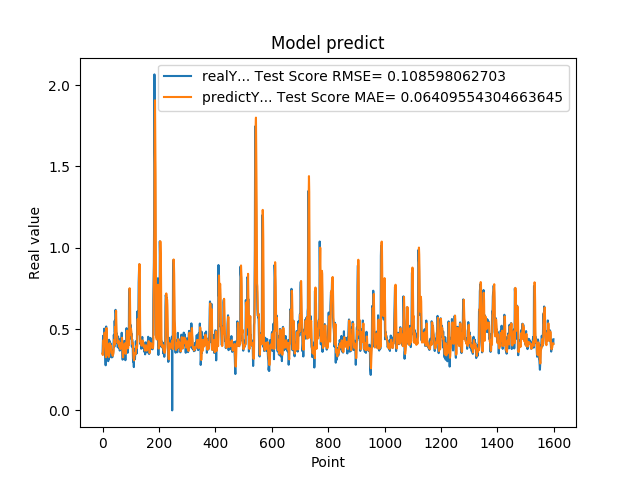 Model predict
realY... Test Score RMSE= 0.108598062703
predictY... Test Score MAE= 0.06409554304663645
2.0
1.5
1.0
0.5
0.0
Real value
0 200 400 600 800 1000 1200 1400 1600
Point